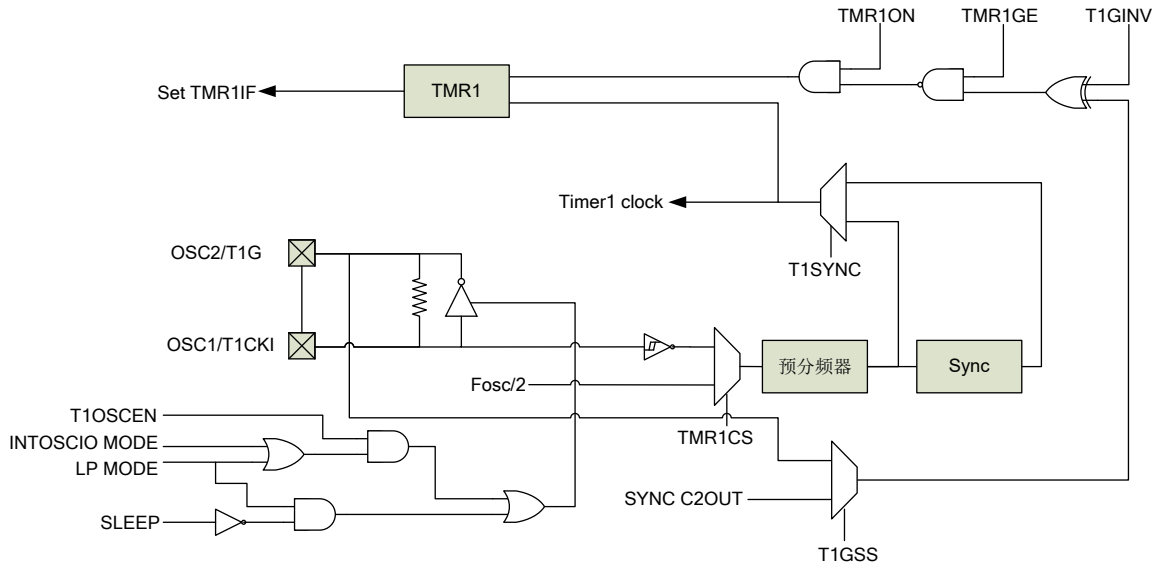 TMR1ON
TMR1GE
T1GINV
Set TMR1IF
TMR1
Timer1 clock
T1SYNC
OSC2/T1G
OSC1/T1CKI
Fosc/2
预分频器
Sync
TMR1CS
T1OSCEN
INTOSCIO MODE
LP MODE
SYNC C2OUT
SLEEP
T1GSS